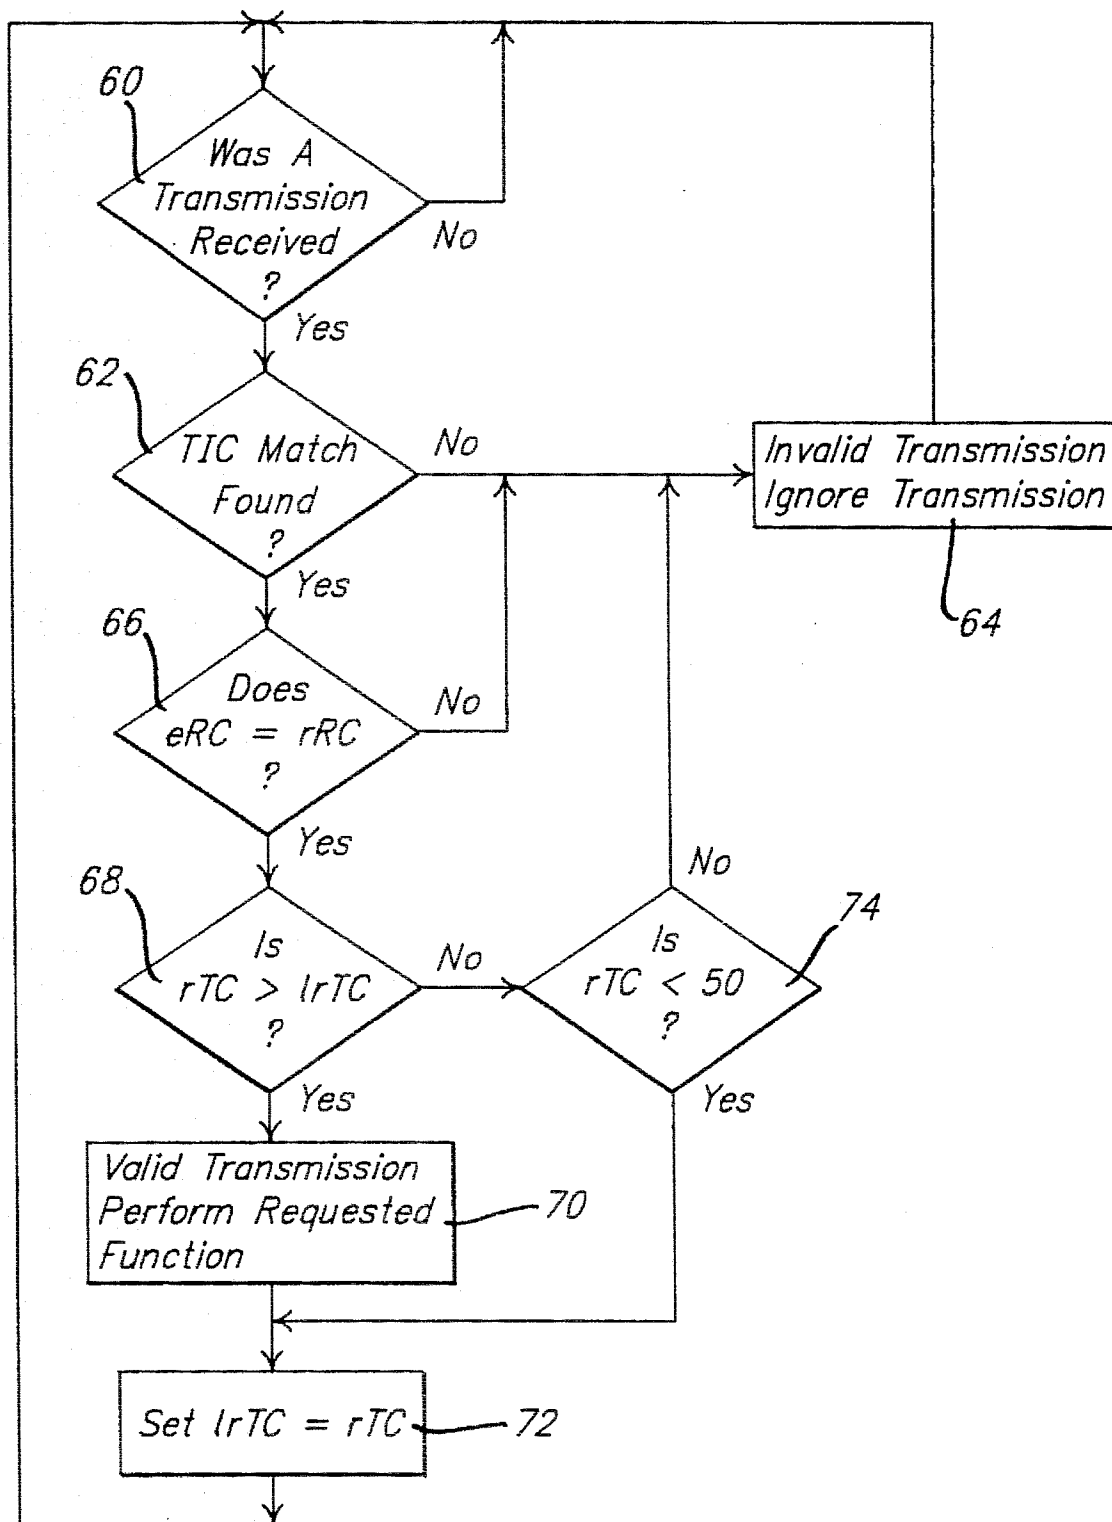 60
Was A
Transmission
Received
?
No
Yes
62
TIC Match
Found
?
No
Yes
Invalid Transmission
Ignore Transmission
64
66
Does
eRC = rRC
?
No
Yes
68
Is
rTC > lrTC
?
No
Yes
74
Is
rTC < 50
?
No
Yes
Valid Transmission
Perform Requested
Function
70
Set lrTC = rTC
72